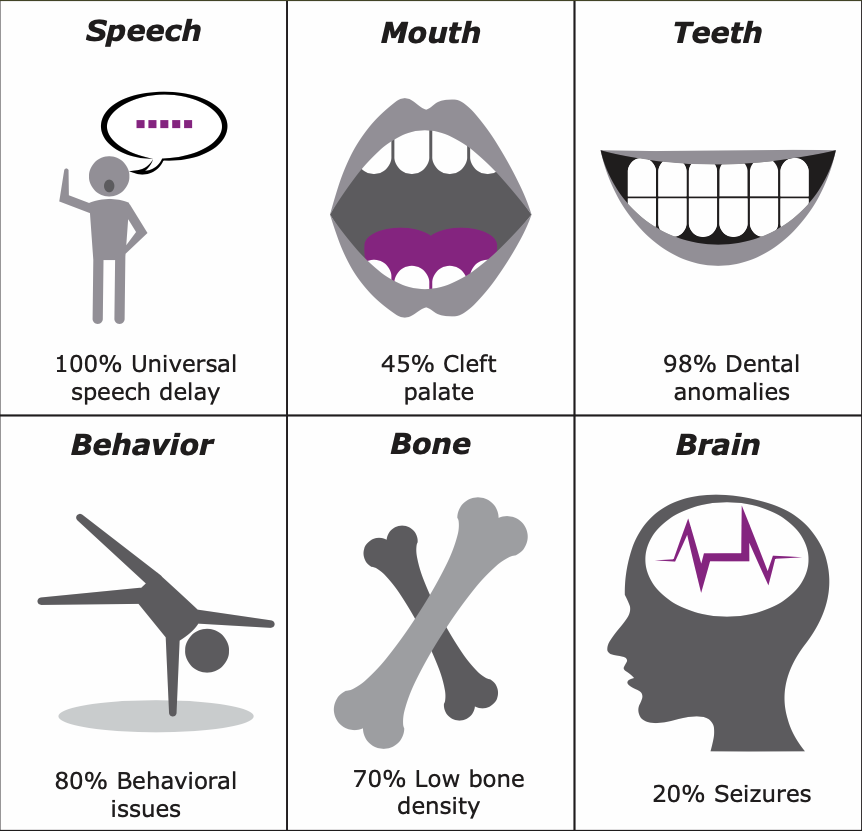 Speech
Mouth
Teeth
100% Universal
speech delay
45% Cleft
palate
98% Dental
anomalies
Behavior
Bone
Brain
80% Behavioral
issues
70% Low bone
density
20% Seizures